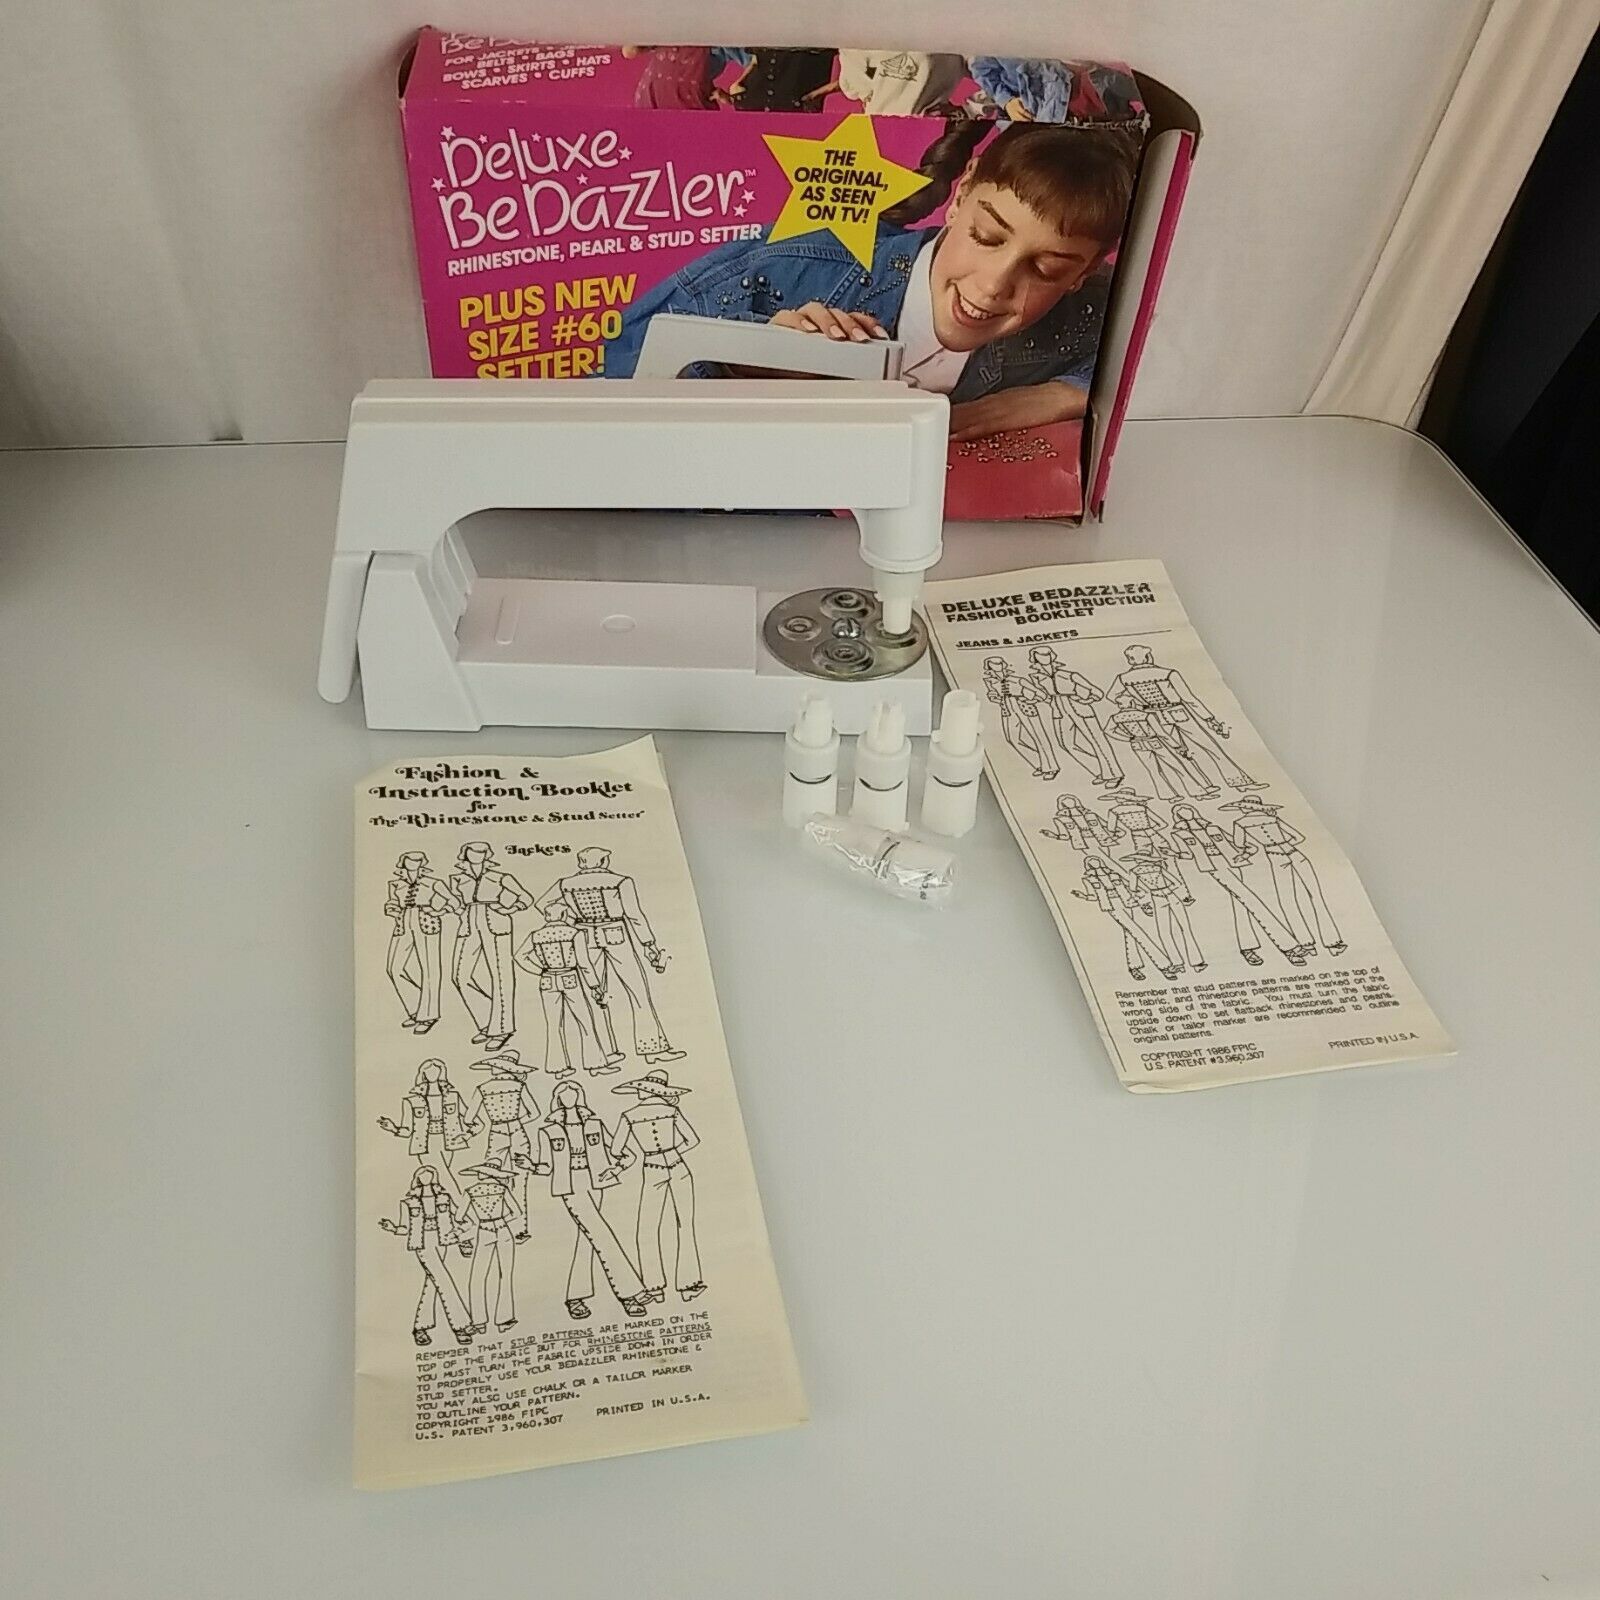 BeDazzler
FOR JACKETS • JEANS
BELTS • BAGS
BOWS • SKIRTS • HATS
SCARVES • CUFFS
Deluxe
BeDazzler™
RHINESTONE, PEARL & STUD SETTER
THE
ORIGINAL,
AS SEEN
ON TV!
PLUS NEW
SIZE #60
SETTER!
DELUXE BEDAZZLER
FASHION & INSTRUCTION
BOOKLET
JEANS & JACKETS
Remember that stud patterns are marked on the top of
the fabric, and rhinestone patterns are marked on the
wrong side of the fabric. You must turn the fabric
upside down to set flatback rhinestones and pearls.
Chalk or tailor marker are recommended to outline
original patterns.
COPYRIGHT 1986 FPIC
U.S. PATENT #3,960,307
PRINTED IN U.S.A.
Fashion &
Instruction Booklet
for
The Rhinestone & Stud Setter
Jackets
REMEMBER THAT STUD PATTERNS ARE MARKED ON THE
TOP OF THE FABRIC BUT FOR RHINESTONE PATTERNS
YOU MUST TURN THE FABRIC UPSIDE DOWN IN ORDER
TO PROPERLY USE YOUR BEDAZZLER RHINESTONE &
STUD SETTER.
YOU MAY ALSO USE CHALK OR A TAILOR MARKER
TO OUTLINE YOUR PATTERN.
COPYRIGHT 1986 FIPC
U.S. PATENT 3,960,307
PRINTED IN U.S.A.